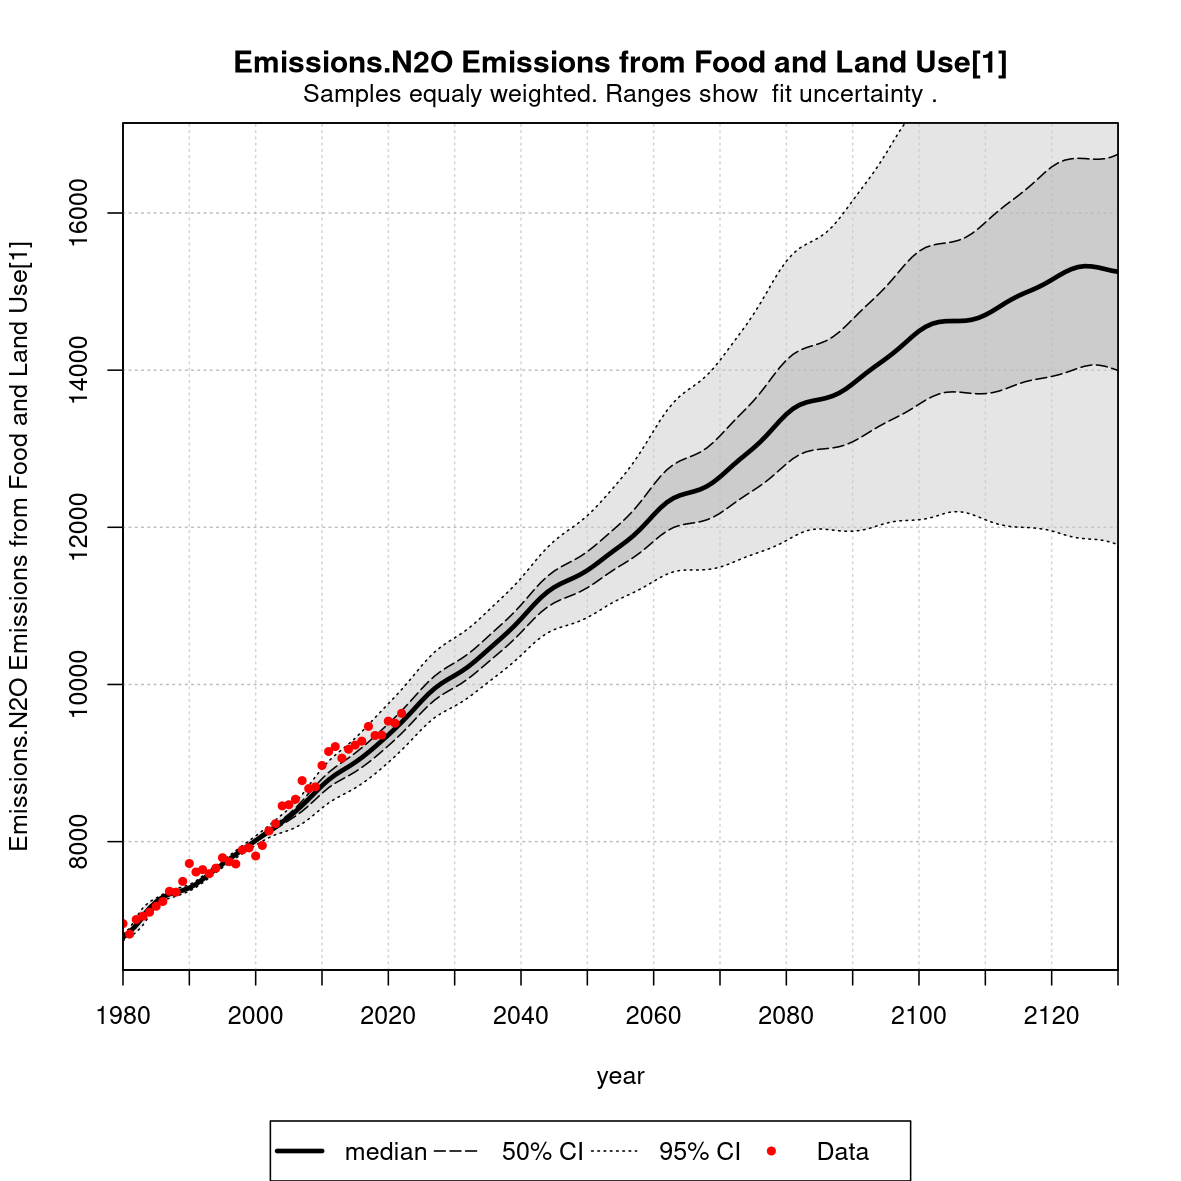 Emissions.N2O Emissions from Food and Land Use[1]
Samples equaly weighted. Ranges show  fit uncertainty .
Emissions.N2O Emissions from Food and Land Use[1]
16000
14000
12000
10000
8000
1980 2000 2020 2040 2060 2080 2100 2120
year
median 50% CI 95% CI Data